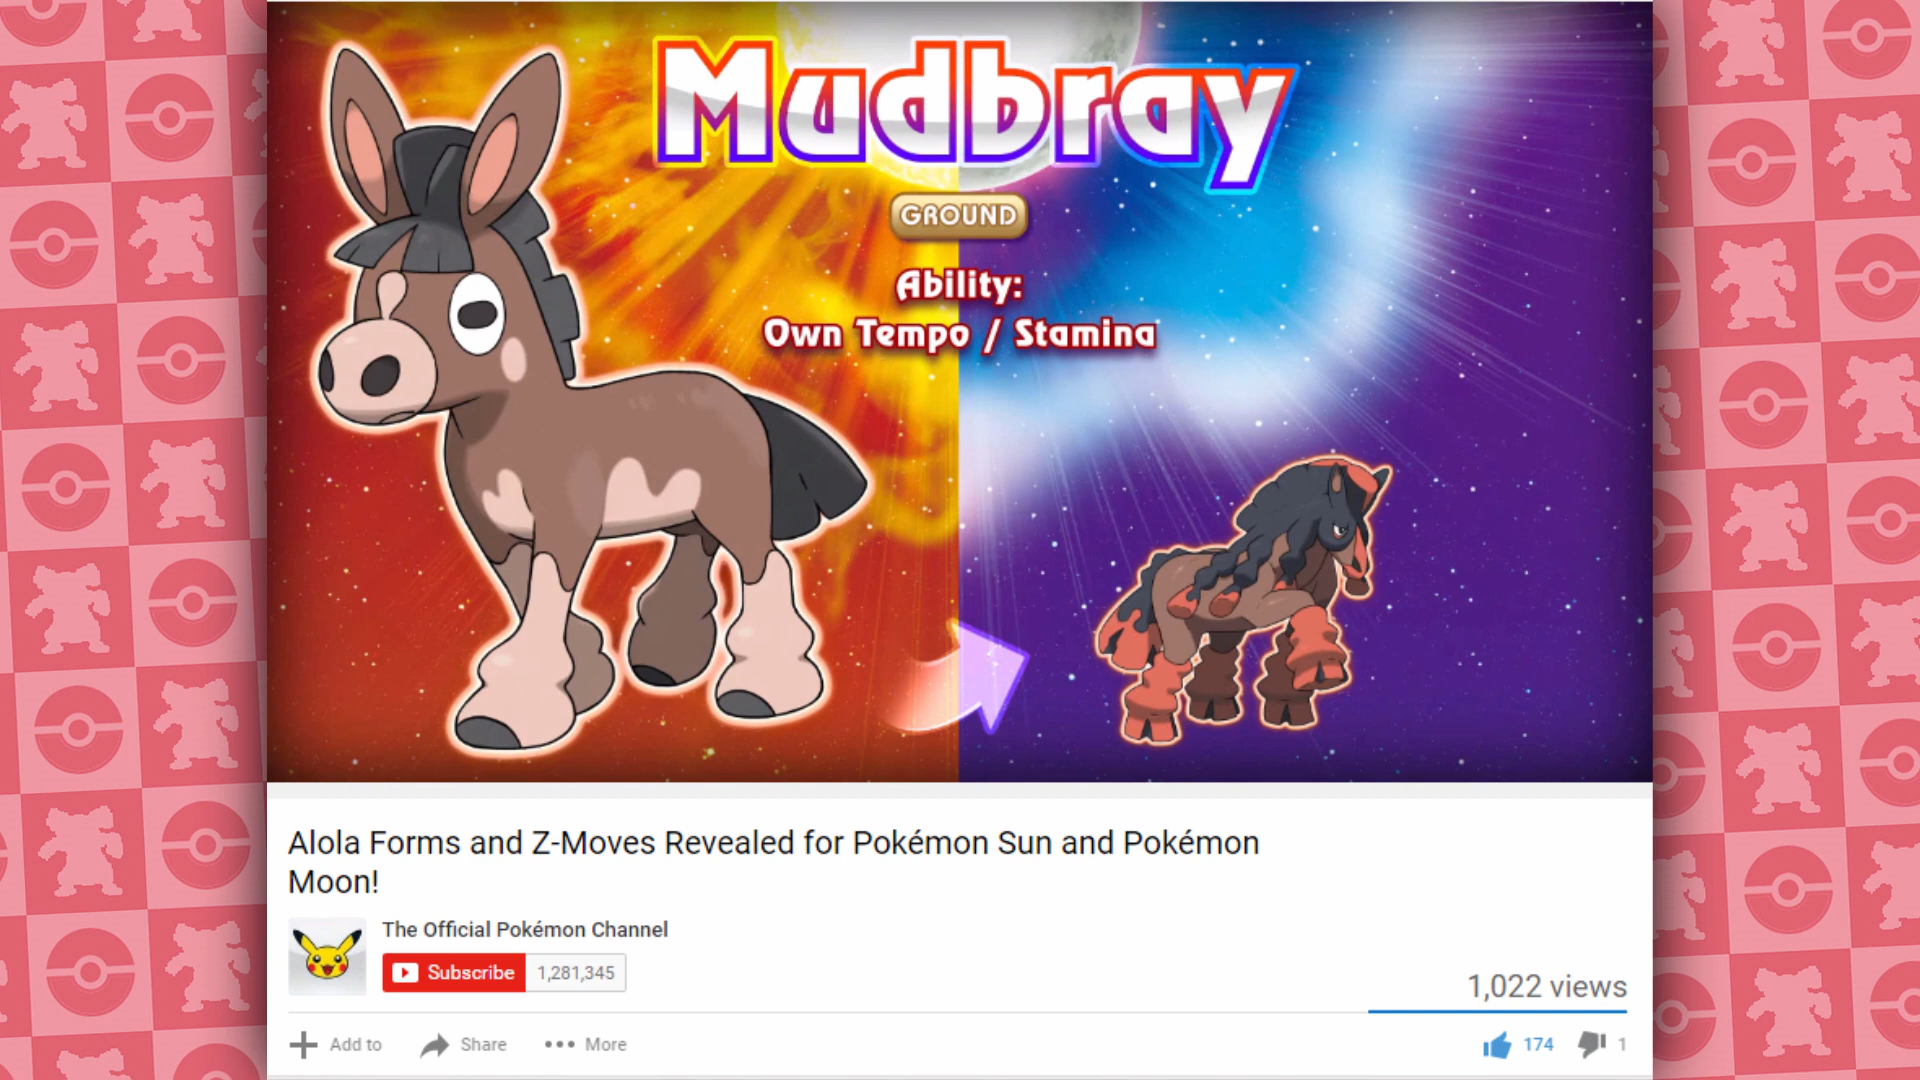 Mudbray
GROUND
Ability:
Own Tempo / Stamina
Alola Forms and Z-Moves Revealed for Pokémon Sun and Pokémon
Moon!
The Official Pokémon Channel
Subscribe 1,281,345
1,022 views
Add to Share More 174 1